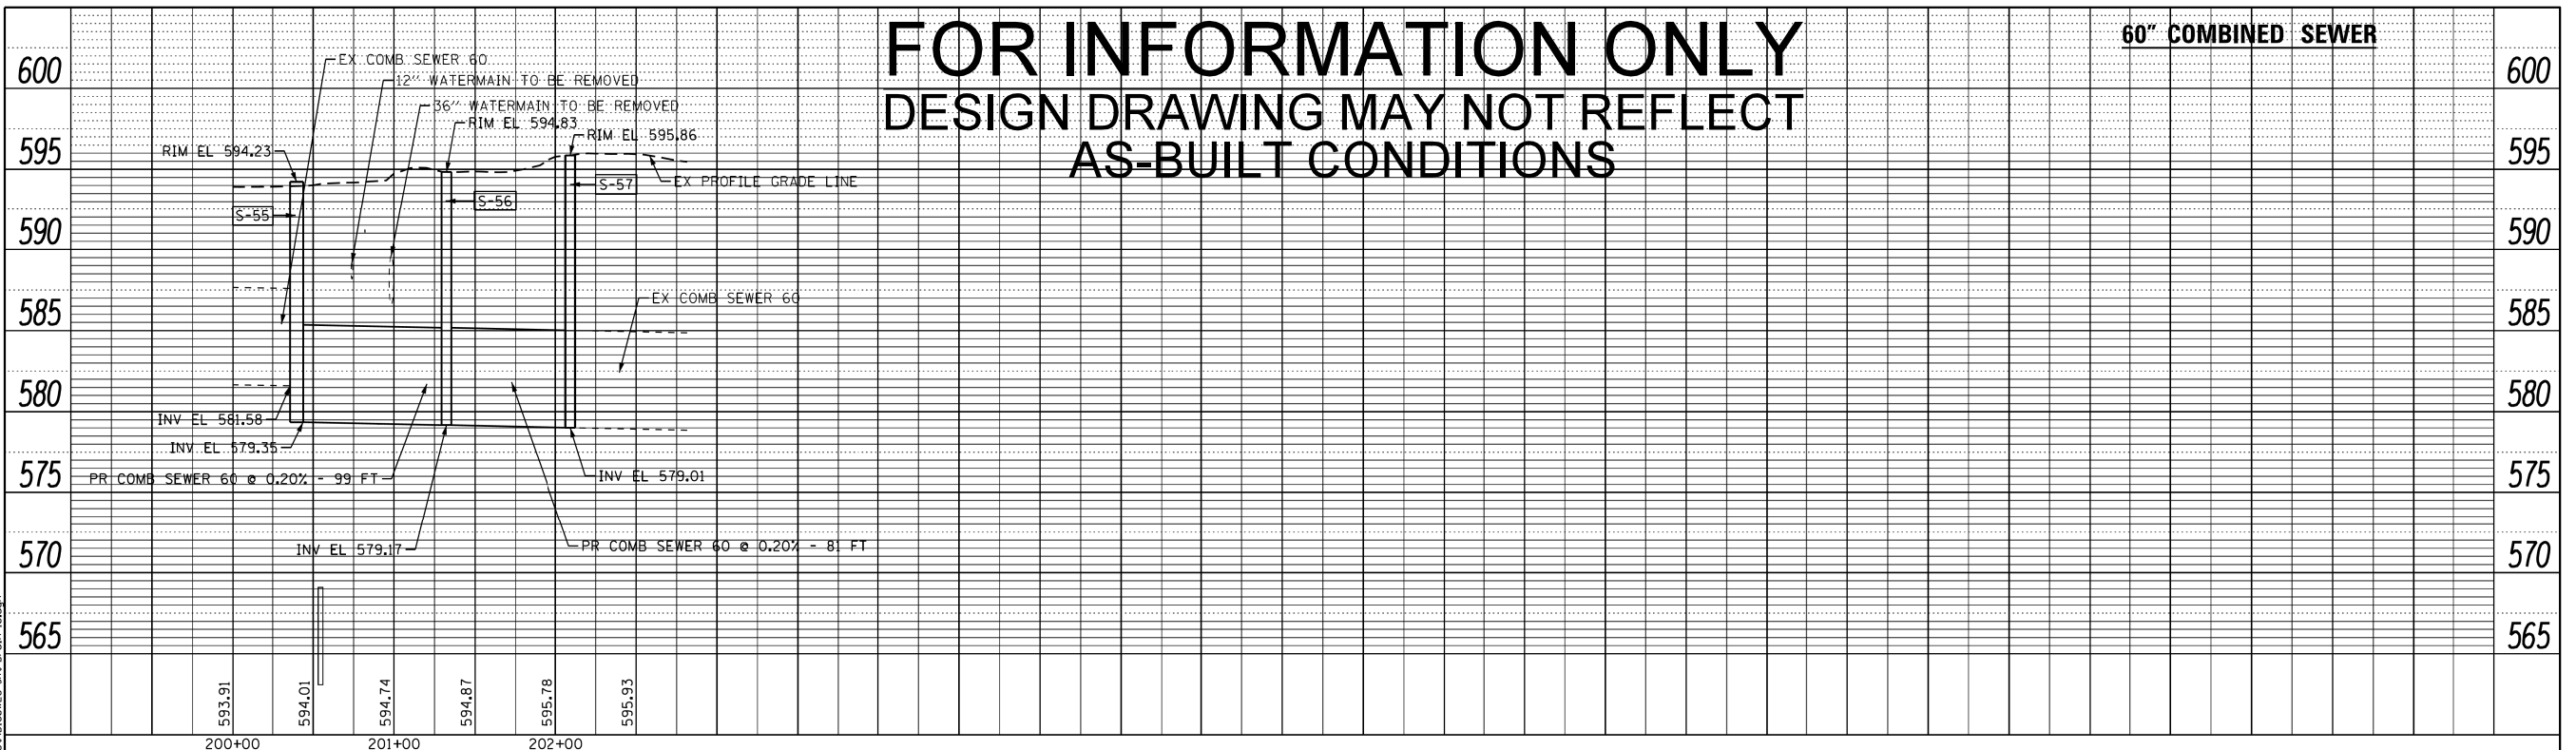 FOR INFORMATION ONLY
DESIGN DRAWING MAY NOT REFLECT
AS-BUILT CONDITIONS
60" COMBINED SEWER
EX COMB SEWER 60
12" WATERMAIN TO BE REMOVED
36" WATERMAIN TO BE REMOVED
RIM EL 594.83
RIM EL 595.86
RIM EL 594.23
S-55
S-56
S-57
EX PROFILE GRADE LINE
EX COMB SEWER 60
INV EL 581.58
INV EL 579.35
PR COMB SEWER 60 @ 0.20% - 99 FT
INV EL 579.01
INV EL 579.17
PR COMB SEWER 60 @ 0.20% - 81 FT
600
595
590
585
580
575
570
565
600
595
590
585
580
575
570
565
593.91
594.01
594.74
594.87
595.78
595.93
200+00
201+00
202+00